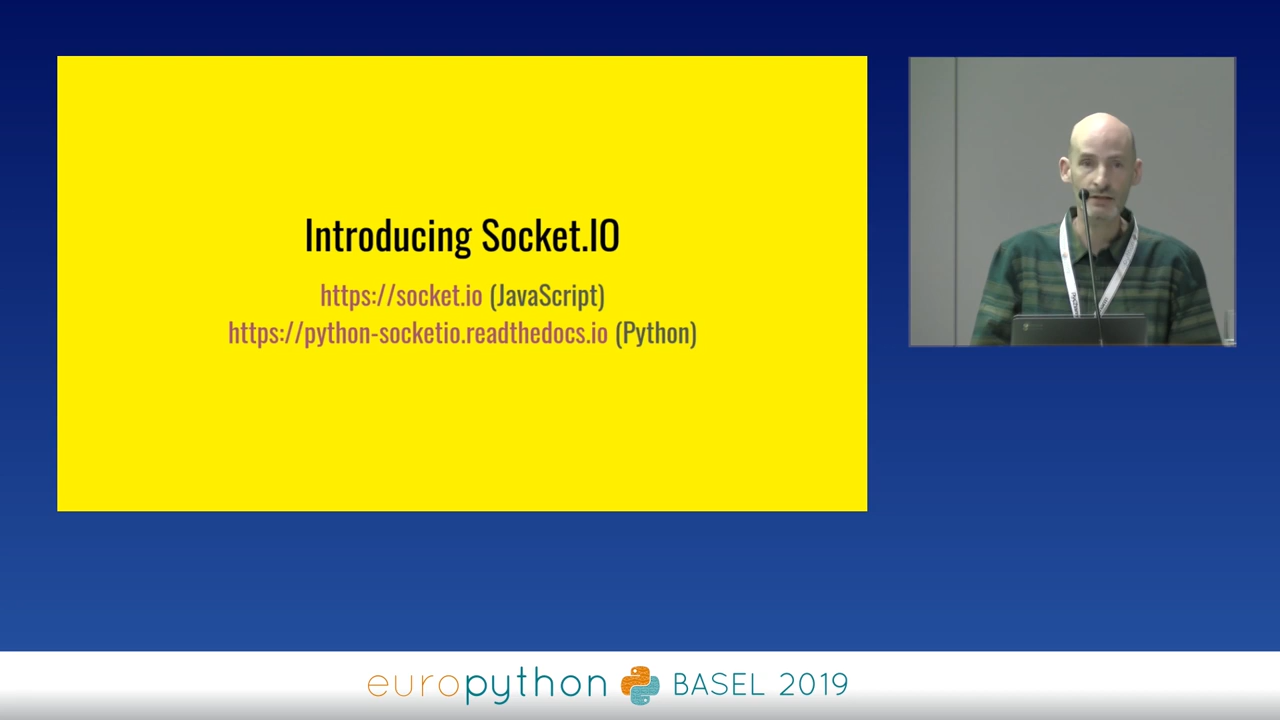 Introducing Socket.IO
https://socket.io (JavaScript)
https://python-socketio.readthedocs.io (Python)
europython BASEL 2019